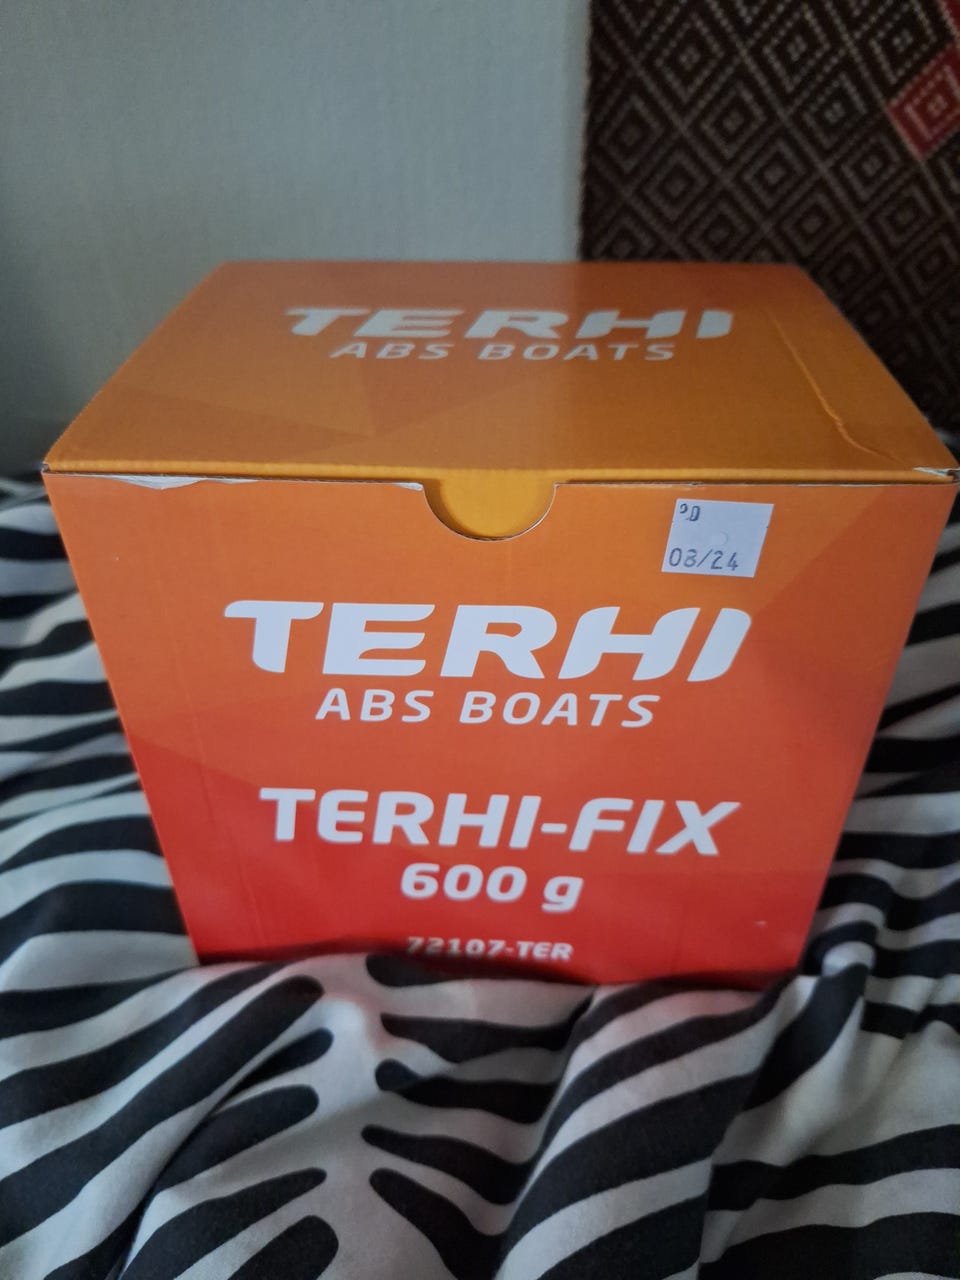 TERHI
ABS BOATS
08/24
TERHI
ABS BOATS
TERHI-FIX
600 g
72107-TER